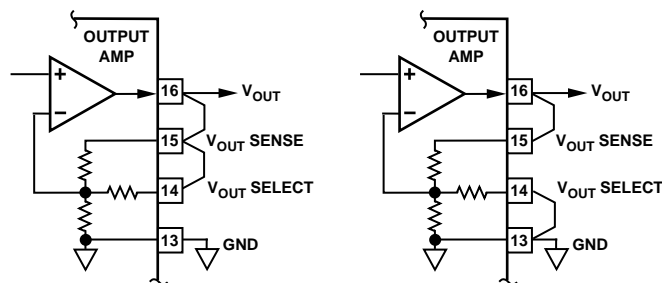 OUTPUT
AMP
+
16
VOUT
–
15
VOUT SENSE
14
VOUT SELECT
13
GND
OUTPUT
AMP
+
16
VOUT
–
15
VOUT SENSE
14
VOUT SELECT
13
GND